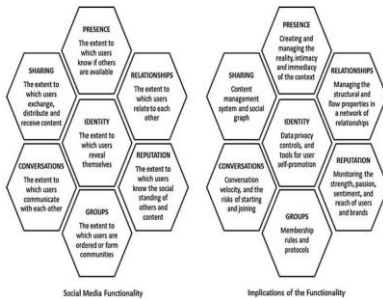 PRESENCE
The extent to
which users
know if others
are available
SHARING
The extent to
which users
exchange,
distribute and
receive content
RELATIONSHIPS
The extent to
which users
relate to each
other
IDENTITY
The extent to
which users
reveal
themselves
CONVERSATIONS
The extent to
which users
communicate
with each other
REPUTATION
The extent to
which users
know the social
standing of
others and
content
GROUPS
The extent to
which users are
ordered or form
communities
Social Media Functionality
PRESENCE
Creating and
managing the
reality, intimacy
and immediacy
of the context
SHARING
Content
management
system and social
graph
RELATIONSHIPS
Managing the
structural and
flow properties in
a network of
relationships
IDENTITY
Data privacy
controls, and
tools for user
self-promotion
CONVERSATIONS
Conversation
velocity, and the
risks of starting
and joining
REPUTATION
Monitoring the
strength, passion,
sentiment, and
reach of users
and brands
GROUPS
Membership
rules and
protocols
Implications of the Functionality